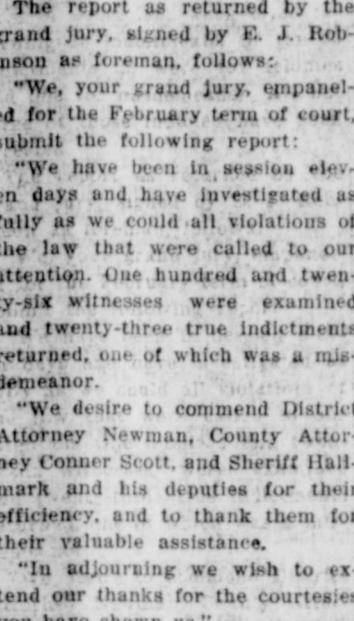 The report as returned by the
grand jury, signed by E. J. Rob-
inson as foreman, follows:
"We, your grand jury, empanel-
ed for the February term of court,
submit the following report:
"We have been in session elev-
en days and have investigated as
fully as we could all violations of
the law that were called to our
attention. One hundred and twen-
ty-six witnesses were examined
and twenty-three true indictments
returned, one of which was a mis-
demeanor.
"We desire to commend District
Attorney Newman, County Attor-
ney Conner Scott, and Sheriff Hall-
mark and his deputies for their
efficiency, and to thank them for
their valuable assistance.
"In adjourning we wish to ex-
tend our thanks for the courtesies
you have shown us."